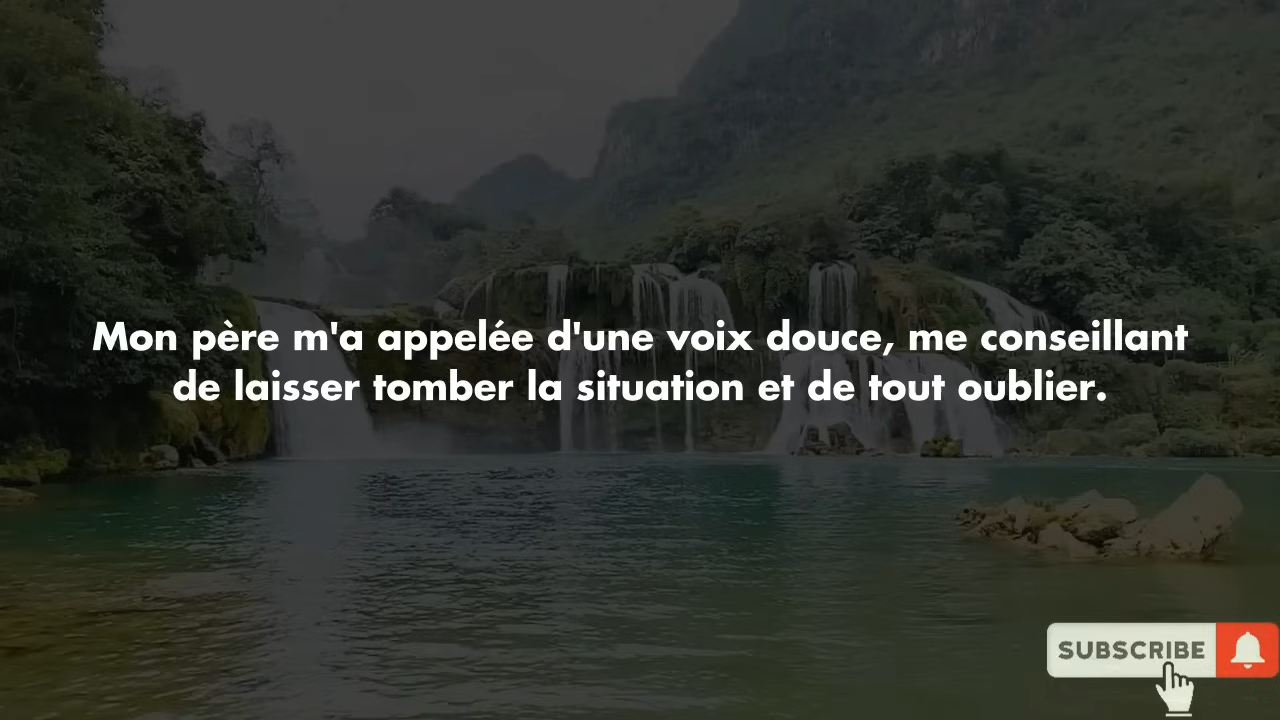 Mon père m'a appelée d'une voix douce, me conseillant
de laisser tomber la situation et de tout oublier.
SUBSCRIBE